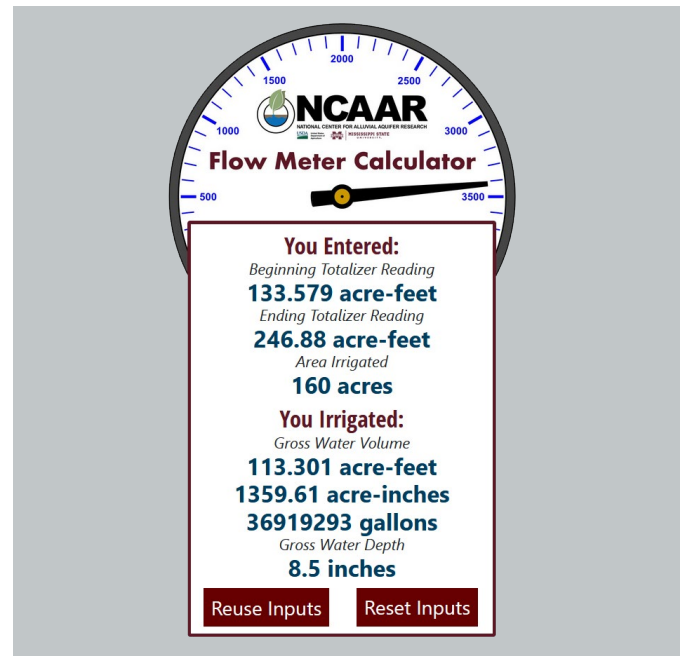 2000
1500
2500
NCAAR
NATIONAL CENTER FOR ALLUVIAL AQUIFER RESEARCH
USDA
MISSISSIPPI STATE
UNIVERSITY
1000
3000
Flow Meter Calculator
500
3500
You Entered:
Beginning Totalizer Reading
133.579 acre-feet
Ending Totalizer Reading
246.88 acre-feet
Area Irrigated
160 acres
You Irrigated:
Gross Water Volume
113.301 acre-feet
1359.61 acre-inches
36919293 gallons
Gross Water Depth
8.5 inches
Reuse Inputs
Reset Inputs